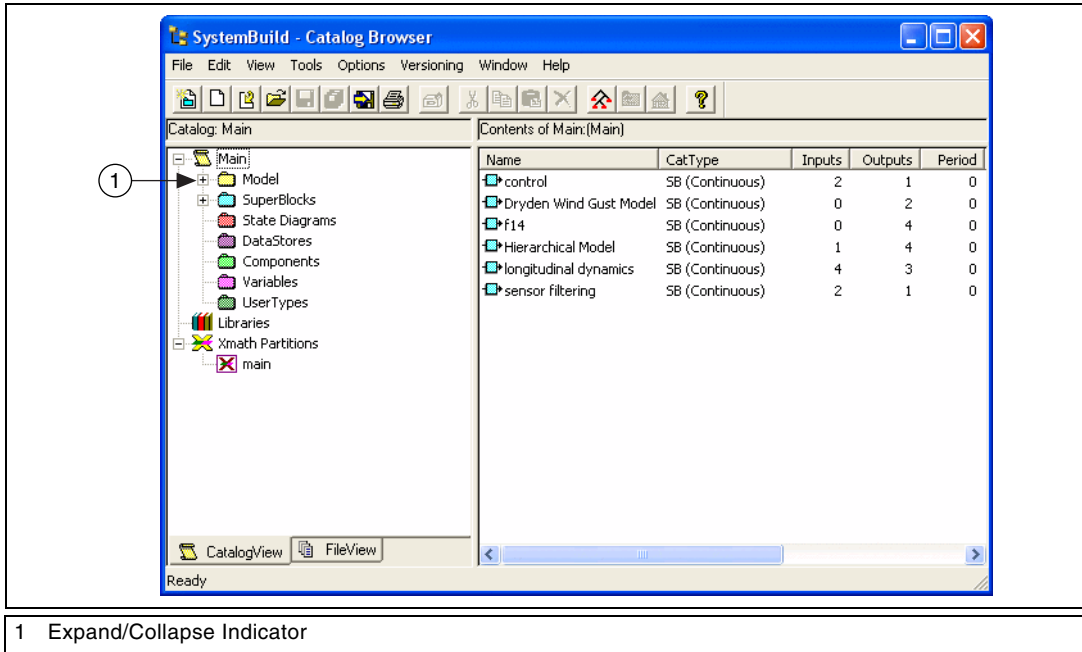 SystemBuild - Catalog Browser
File Edit View Tools Options Versioning Window Help
Catalog: Main
Contents of Main:(Main)
Main
1
Model
SuperBlocks
State Diagrams
DataStores
Components
Variables
UserTypes
Libraries
Xmath Partitions
main
Name CatType Inputs Outputs Period
control SB (Continuous) 2 1 0
Dryden Wind Gust Model SB (Continuous) 0 2 0
f14 SB (Continuous) 0 4 0
Hierarchical Model SB (Continuous) 1 4 0
longitudinal dynamics SB (Continuous) 4 3 0
sensor filtering SB (Continuous) 2 1 0
CatalogView FileView
Ready
1 Expand/Collapse Indicator